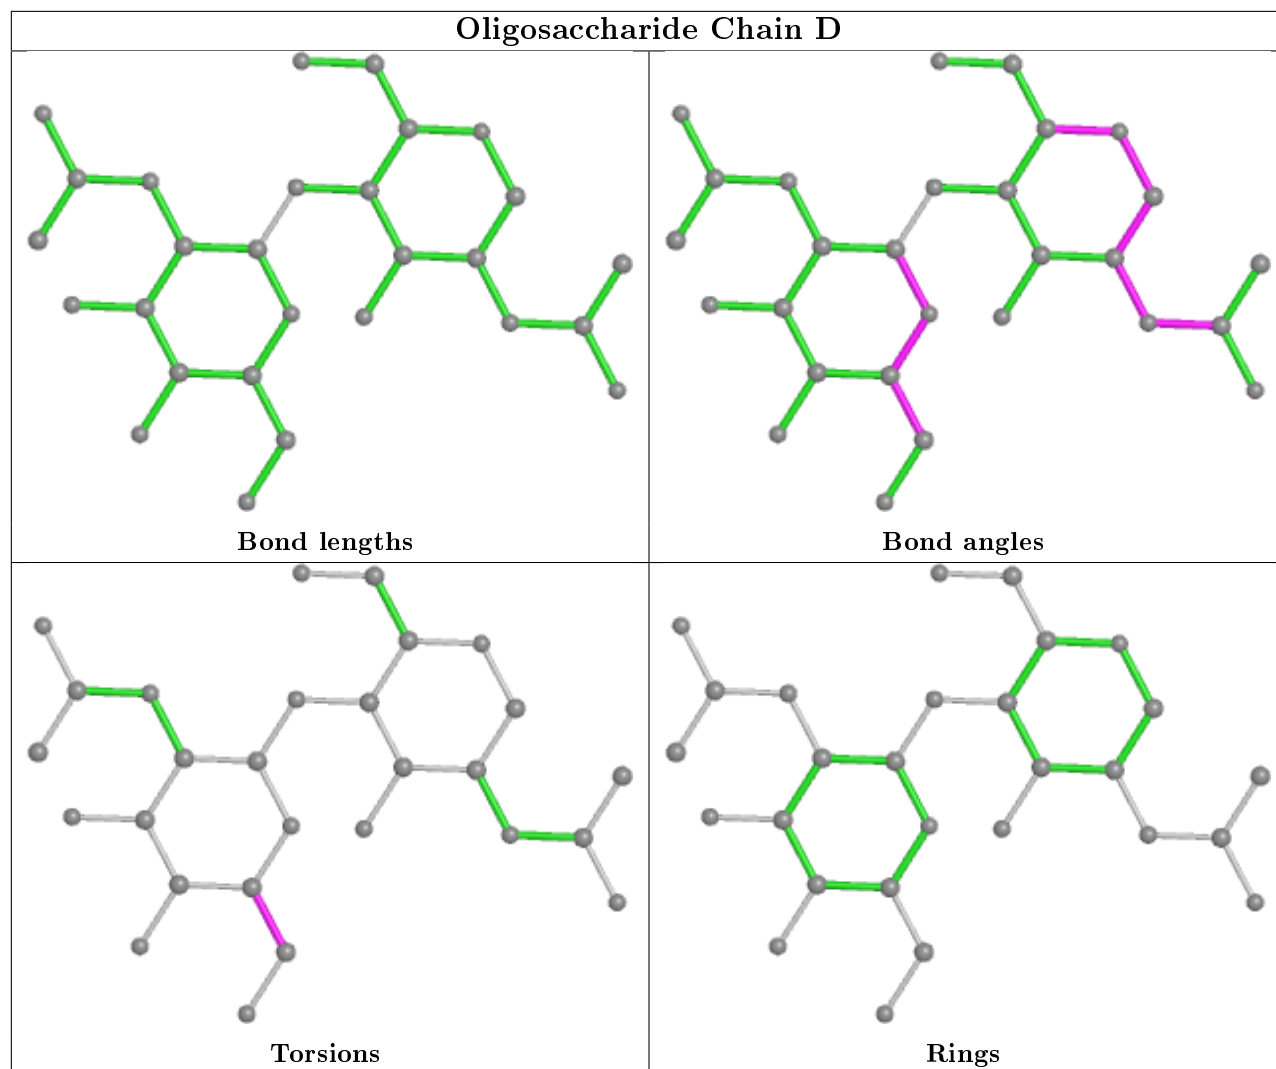 Oligosaccharide Chain D
Bond lengths
Bond angles
Torsions
Rings